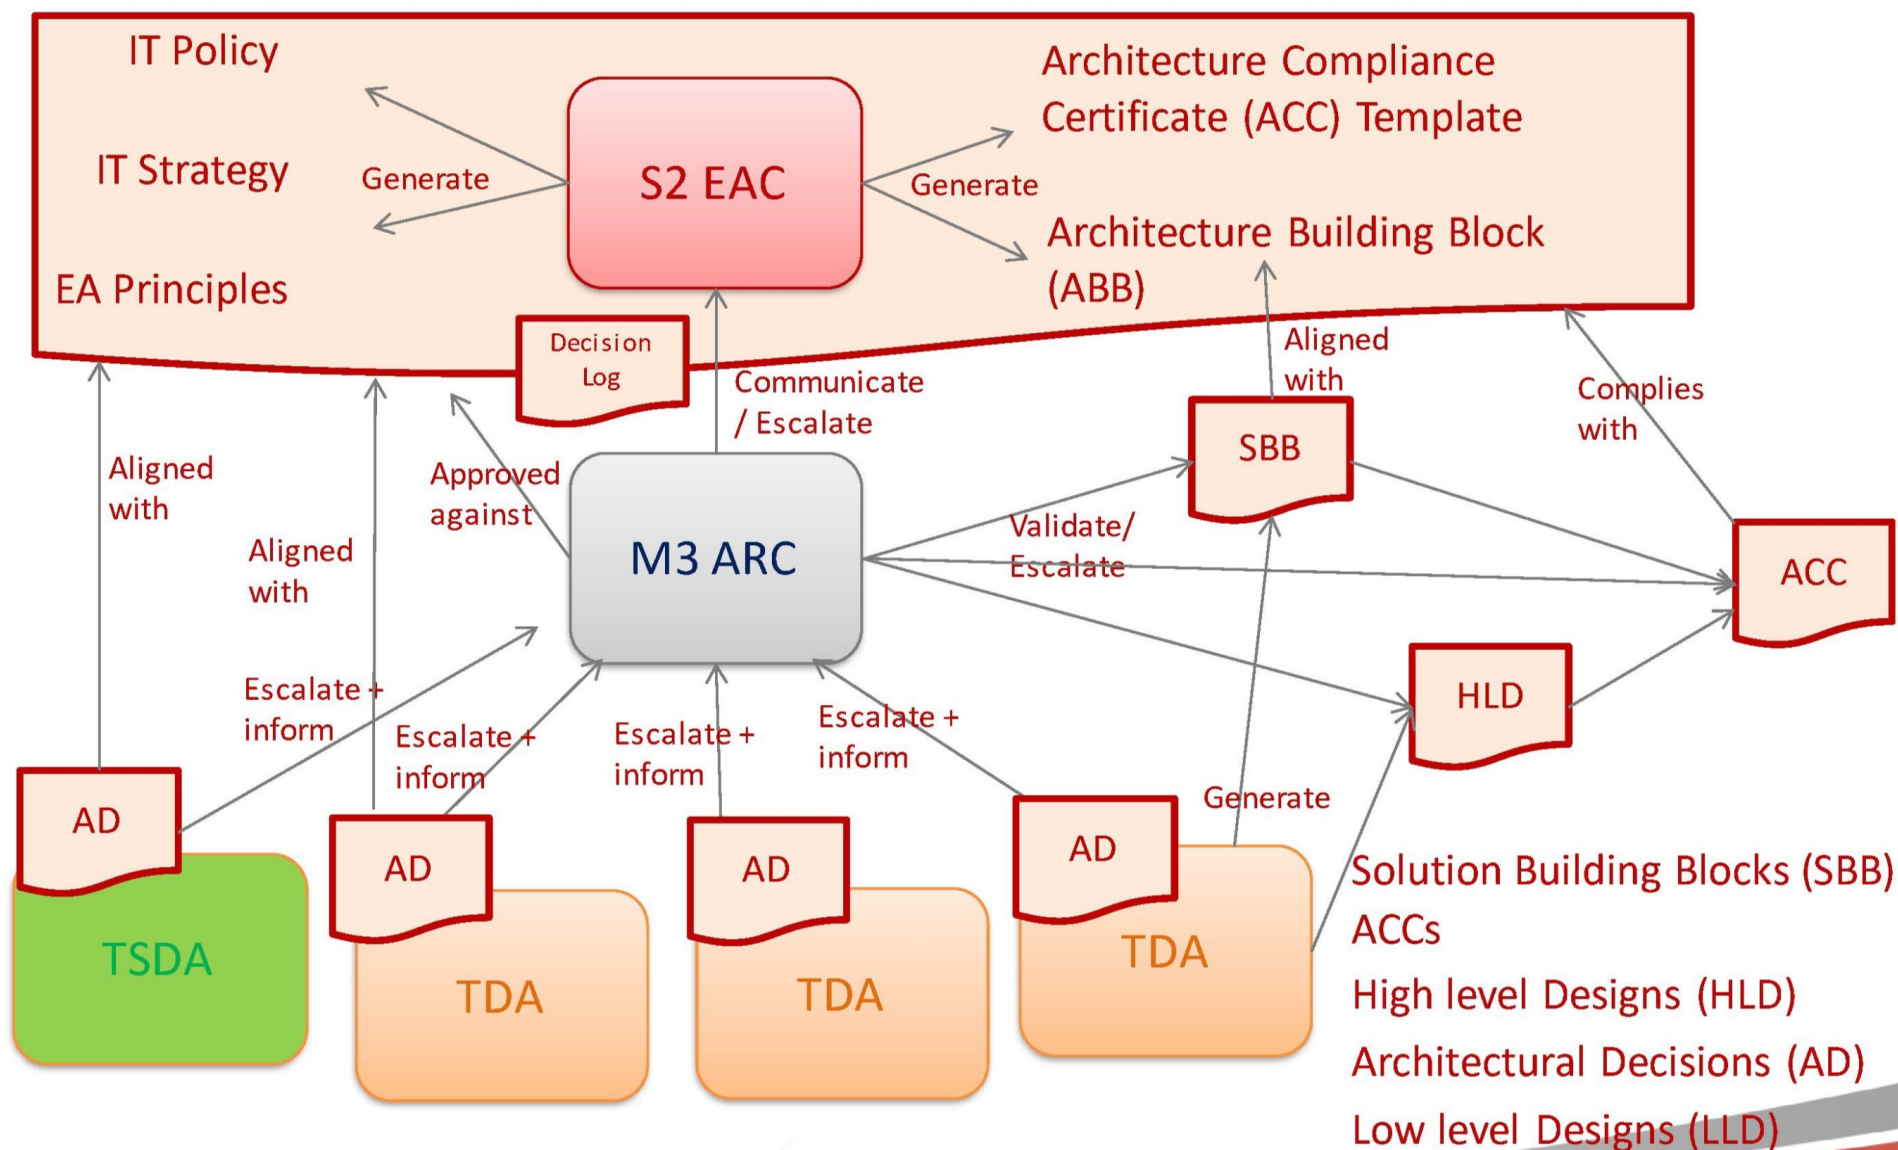 IT Policy
IT Strategy
EA Principles
Generate
S2 EAC
Generate
Architecture Compliance
Certificate (ACC) Template
Architecture Building Block
(ABB)
Decision
Log
Communicate
/ Escalate
Aligned
with
Complies
with
Aligned
with
Aligned
with
Approved
against
M3 ARC
SBB
Validate/
Escalate
ACC
HLD
Escalate +
inform
Escalate +
inform
Escalate +
inform
Escalate +
inform
Generate
AD
TSDA
AD
TDA
AD
TDA
AD
TDA
Solution Building Blocks (SBB)
ACCs
High level Designs (HLD)
Architectural Decisions (AD)
Low level Designs (LLD)